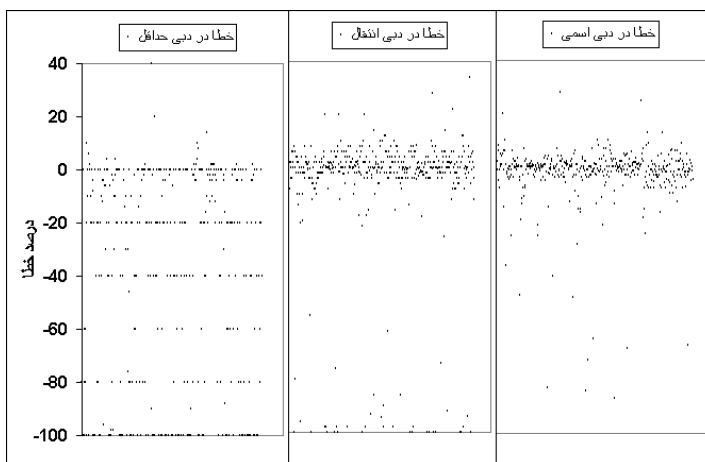 خطا در دبی حداقل
خطا در دبی انتقال
خطا در دبی اسمی
درصد خطا
40
20
0
-20
-40
-60
-80
-100